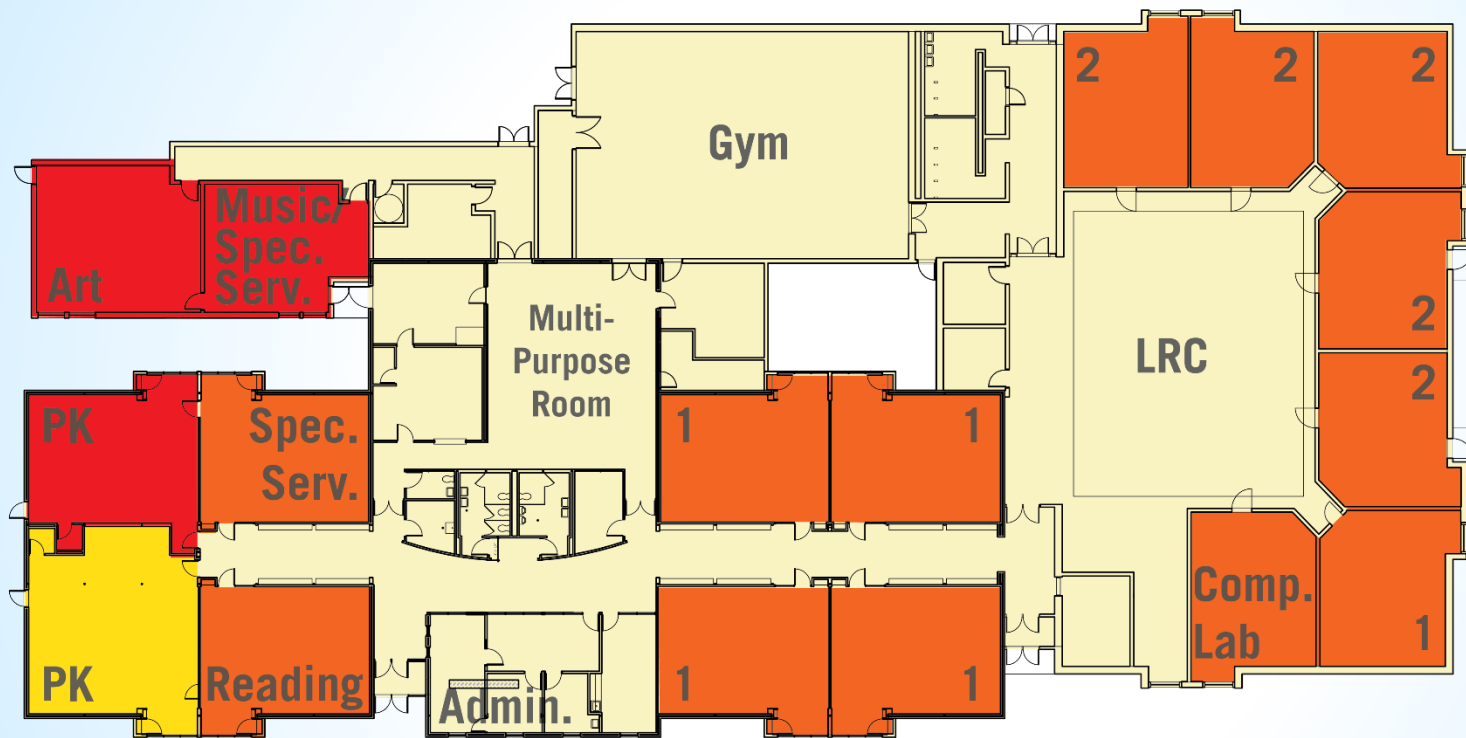 2
2
2
Gym
Music/
Spec.
Serv.
Art
2
Multi-
Purpose
Room
LRC
2
PK
Spec.
Serv.
1
1
Comp.
Lab
1
PK
Reading
Admin.
1
1